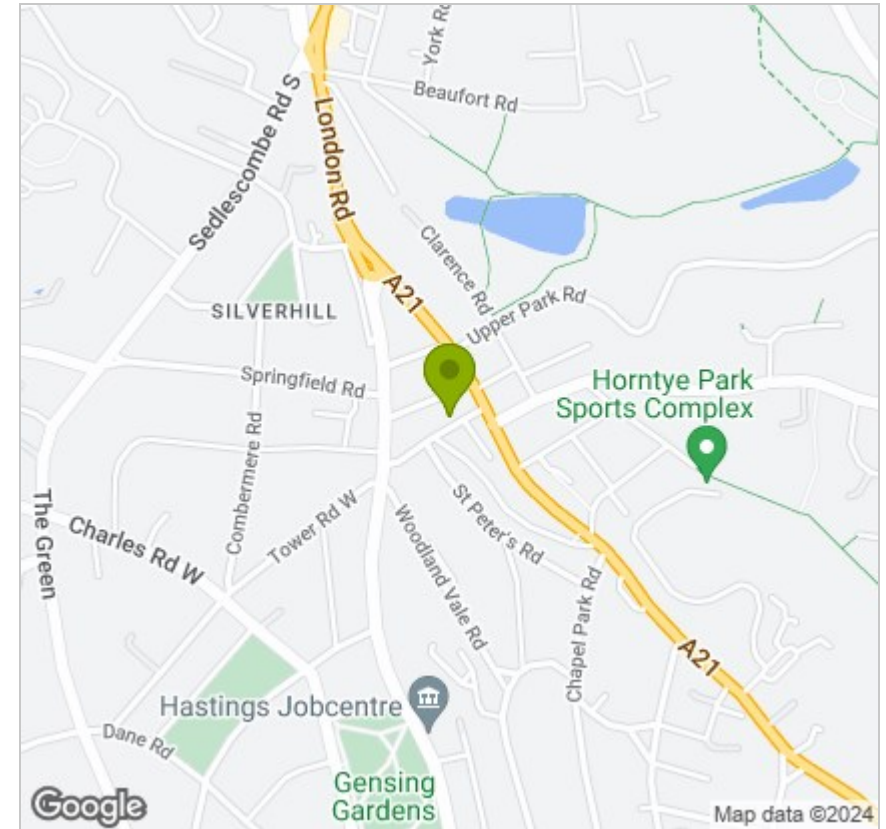 York Rd
Beaufort Rd
Sedlescombe Rd S
London Rd
Clarence Rd
A21
SILVERHILL
Upper Park Rd
Springfield Rd
Horntye Park
Sports Complex
Combermere Rd
The Green
Charles Rd W
Tower Rd W
St Peter's Rd
Woodland Vale Rd
Chapel Park Rd
A21
Hastings Jobcentre
Dane Rd
Gensing
Gardens
Google
Map data ©2024